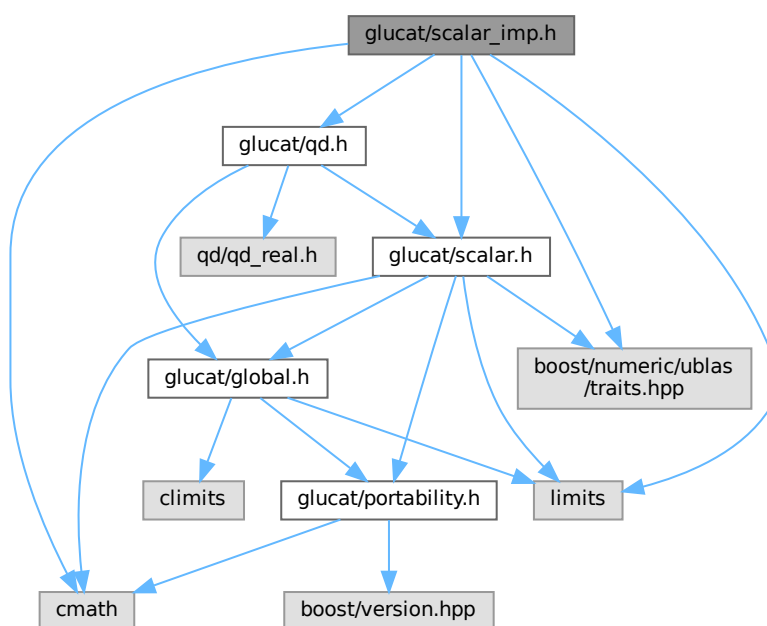 glucat/scalar_imp.h
glucat/qd.h
qd/qd_real.h
glucat/scalar.h
glucat/global.h
boost/numeric/ublas
/traits.hpp
climits
glucat/portability.h
limits
cmath
boost/version.hpp